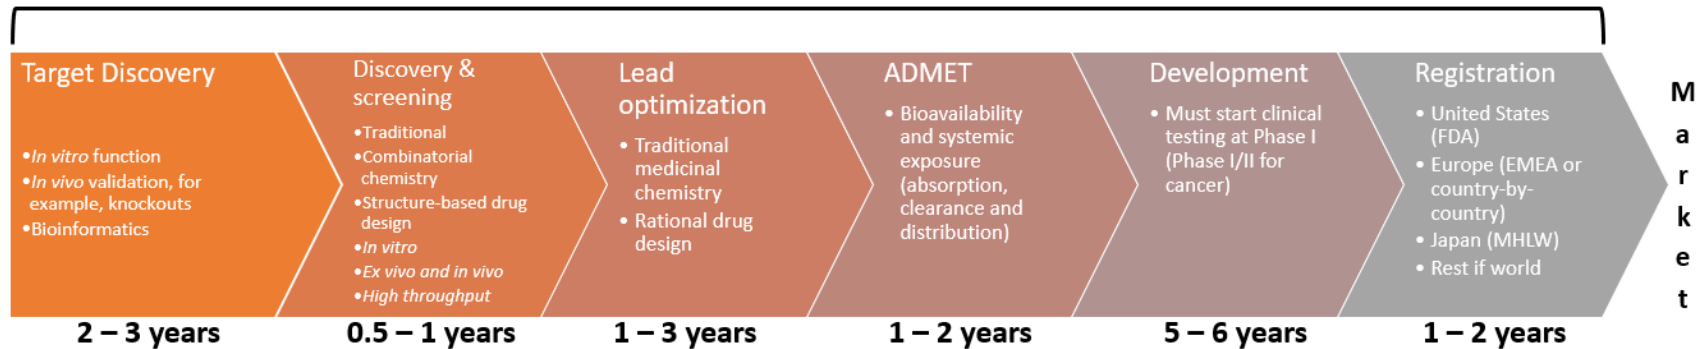 Target Discovery
•In vitro function
•In vivo validation, for
example, knockouts
•Bioinformatics
Discovery &
screening
•Traditional
•Combinatorial
chemistry
•Structure-based drug
design
•In vitro
•Ex vivo and in vivo
•High throughput
Lead
optimization
• Traditional
medicinal
chemistry
• Rational drug
design
ADMET
• Bioavailability
and systemic
exposure
(absorption,
clearance and
distribution)
Development
• Must start clinical
testing at Phase I
(Phase I/II for
cancer)
Registration
• United States
(FDA)
• Europe (EMEA or
country-by-
country)
• Japan (MHLW)
• Rest if world
Market
2 – 3 years
0.5 – 1 years
1 – 3 years
1 – 2 years
5 – 6 years
1 – 2 years